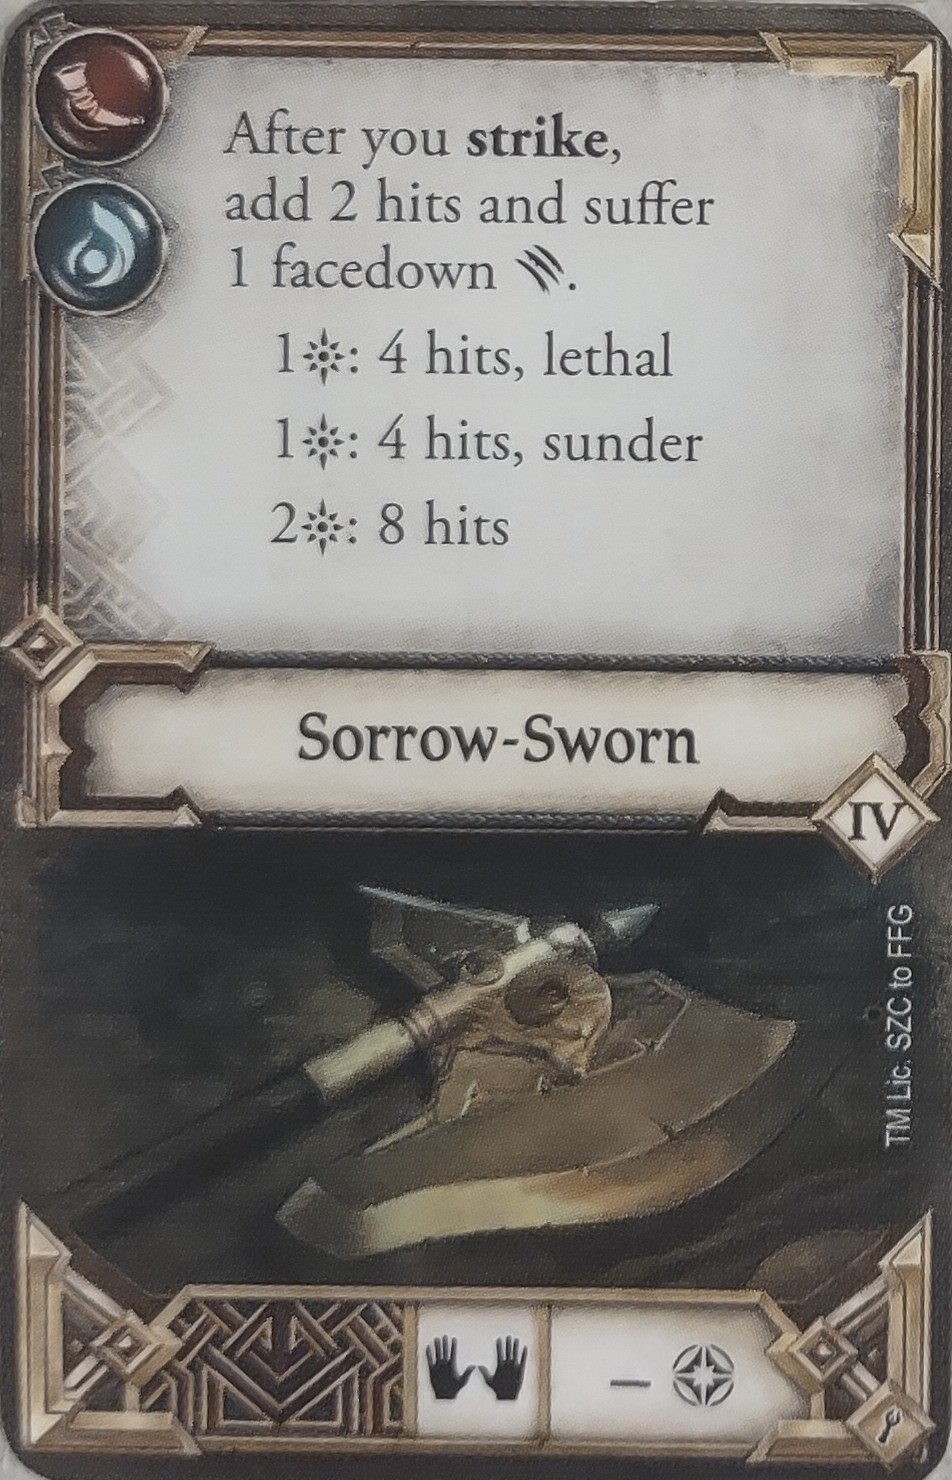 After you strike,
add 2 hits and suffer
1 facedown .
1: 4 hits, lethal
1: 4 hits, sunder
2: 8 hits
Sorrow-Sworn
IV
TM Lic. SZC to FFG
–